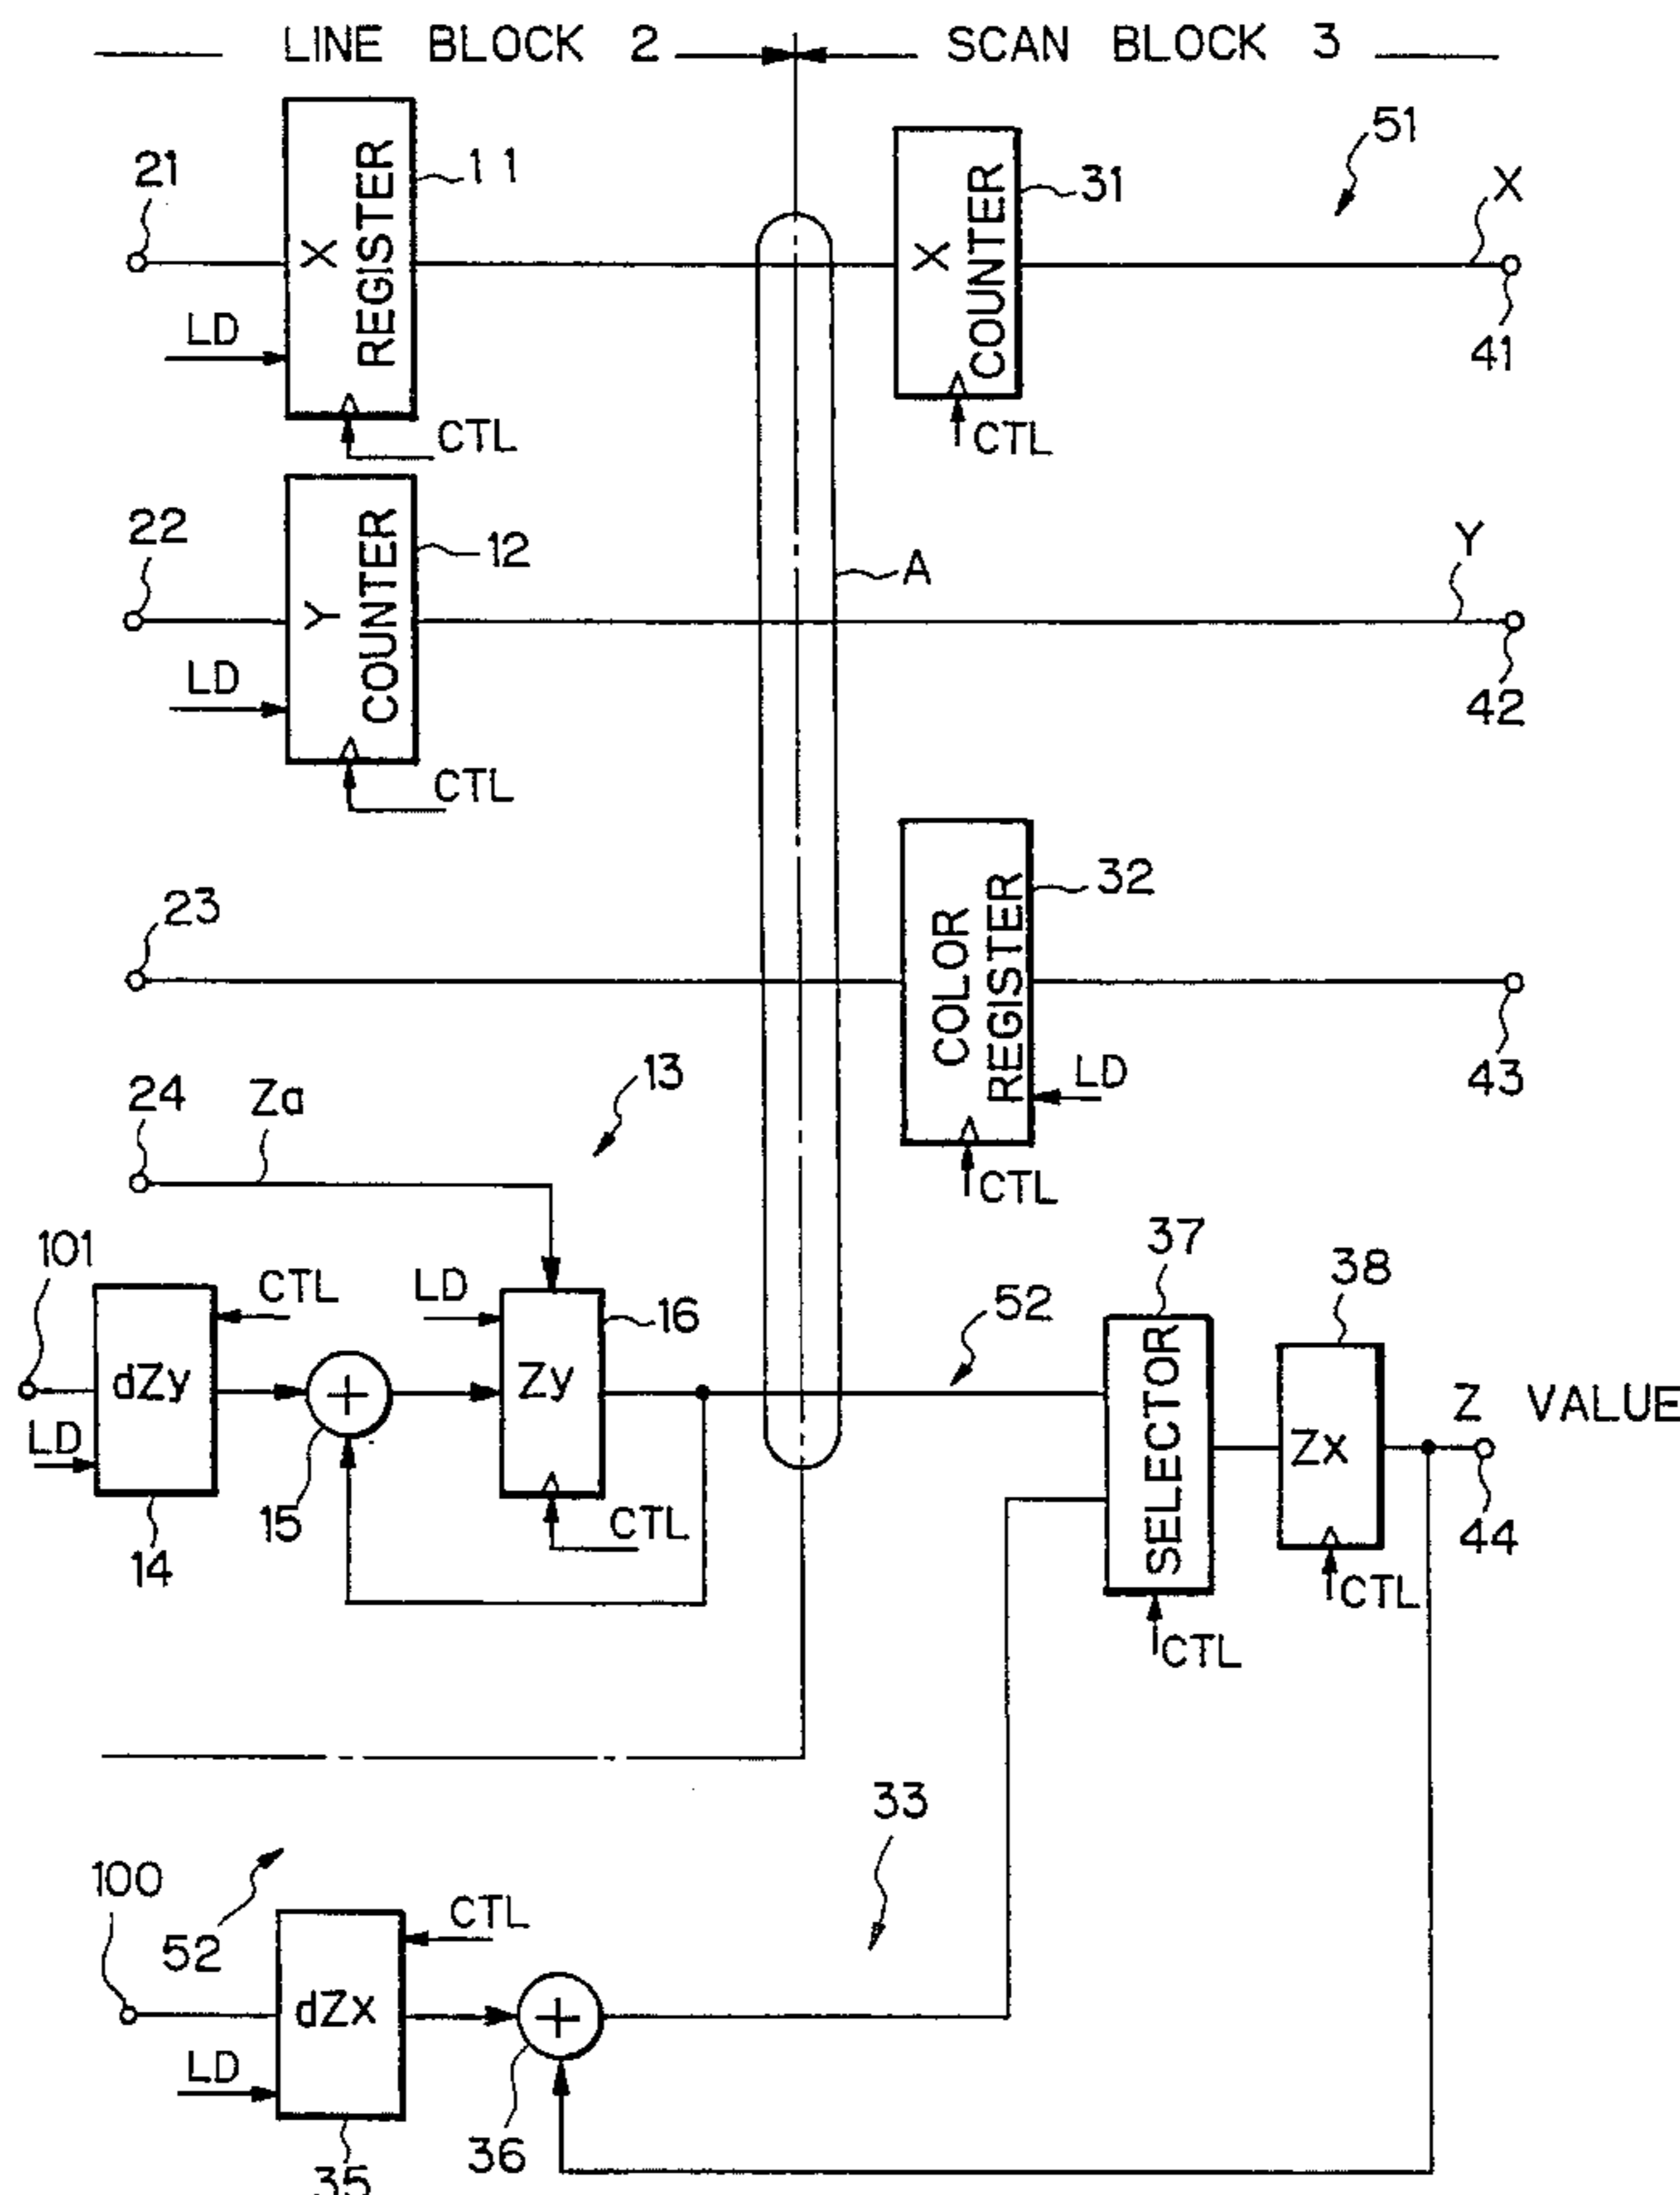 LINE BLOCK 2
SCAN BLOCK 3
21
X REGISTER
11
LD
CTL
X COUNTER
31
CTL
51
X
41
22
Y COUNTER
12
LD
CTL
A
Y
42
23
COLOR REGISTER
32
LD
CTL
43
24
Za
13
101
dZy
CTL
LD
14
15
LD
Zy
16
CTL
52
37
SELECTOR
CTL
38
Zx
CTL
Z VALUE
44
33
100
52
dZx
CTL
LD
35
36